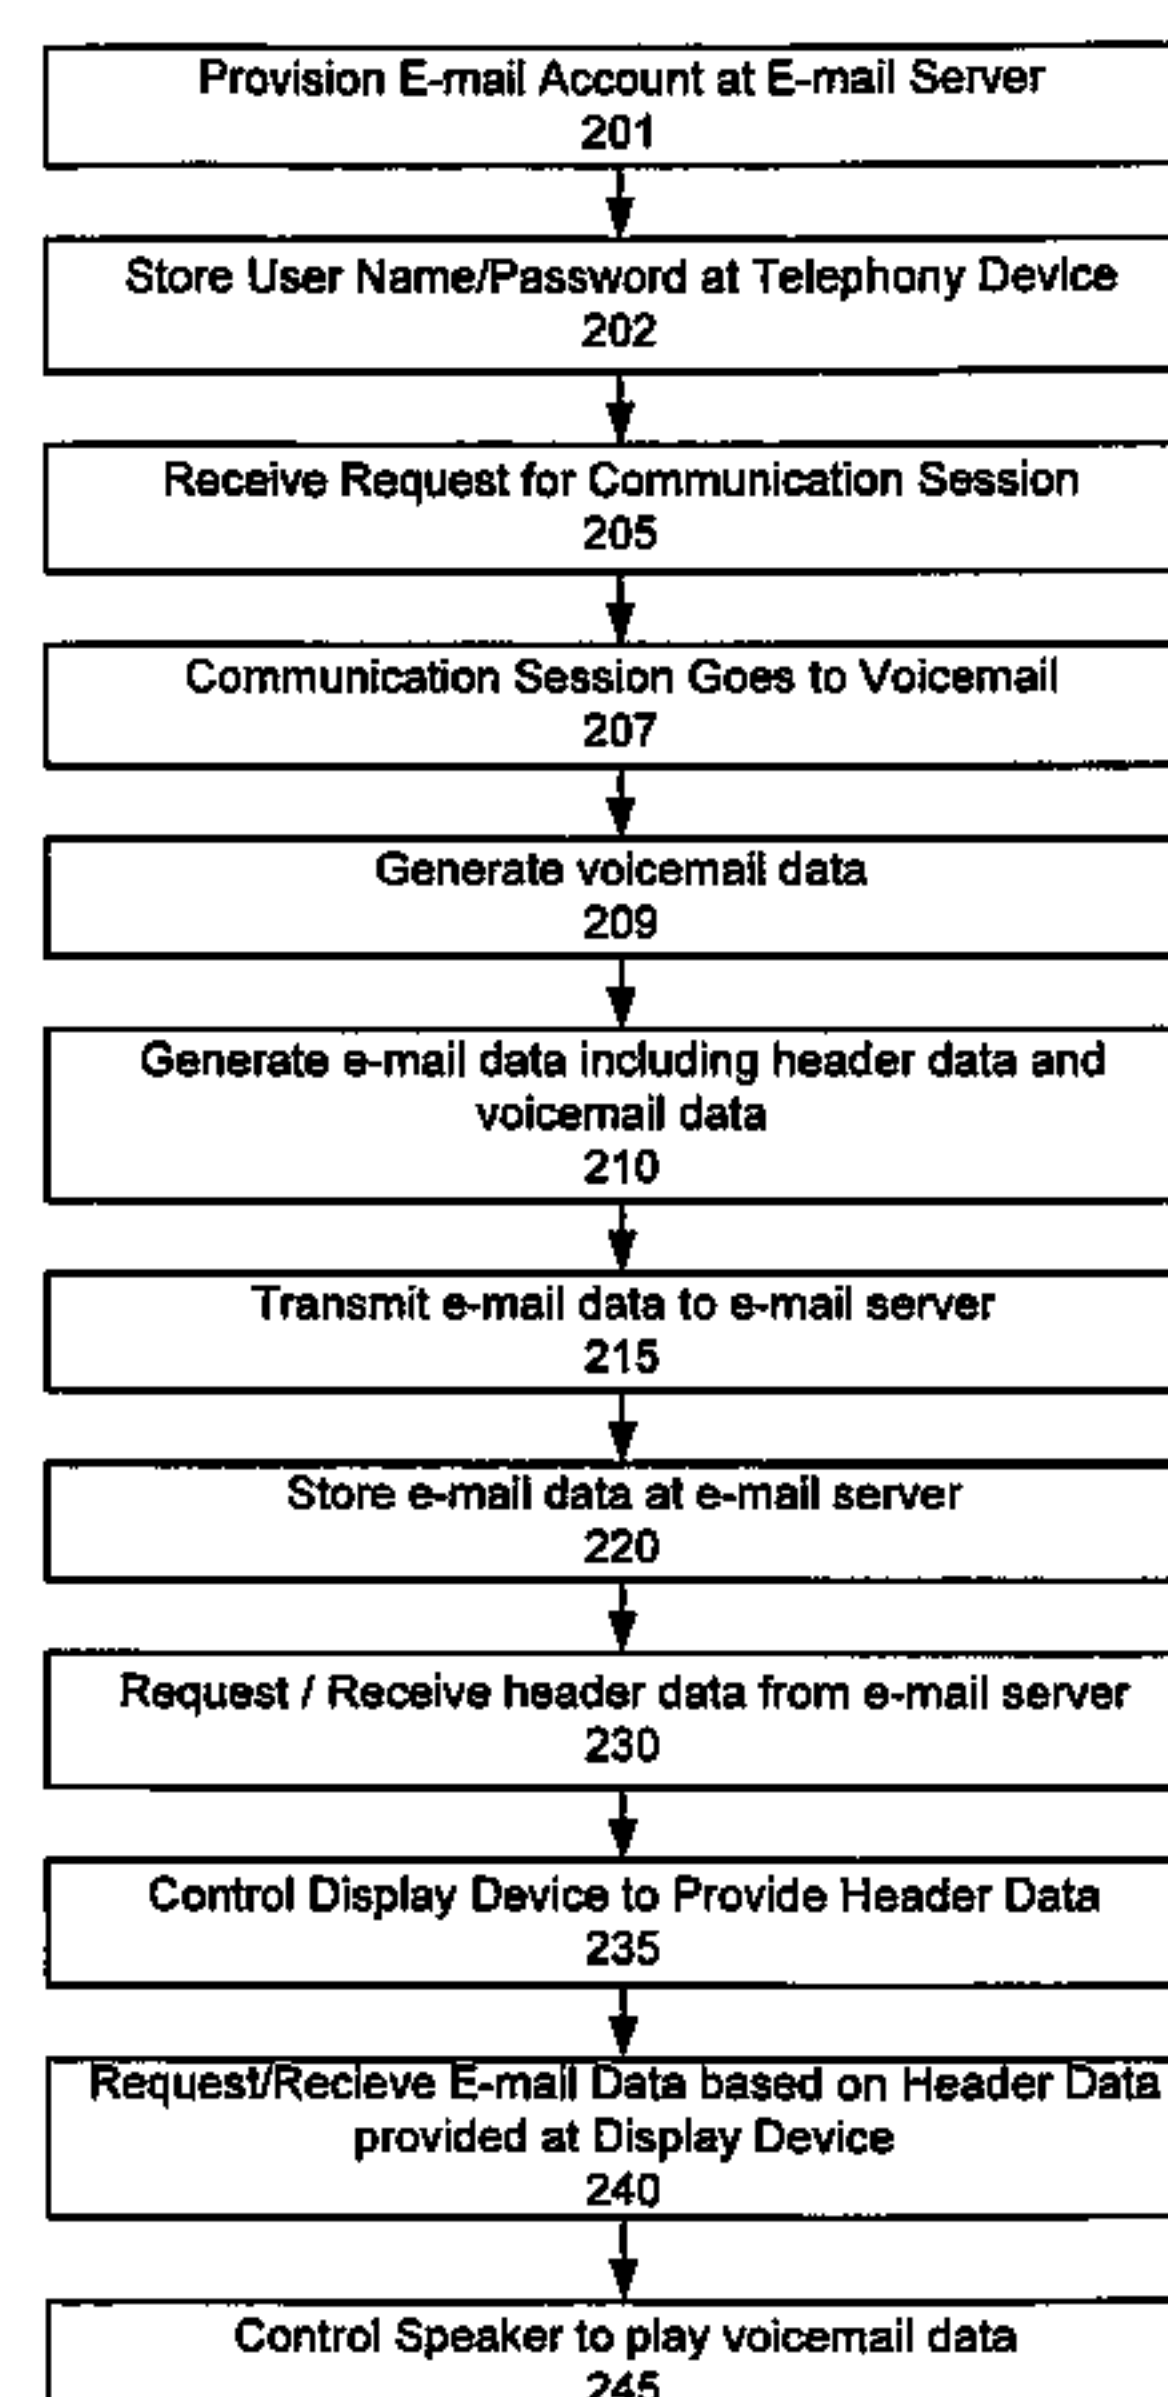 Provision E-mail Account at E-mail Server
201
Store User Name/Password at Telephony Device
202
Receive Request for Communication Session
205
Communication Session Goes to Voicemail
207
Generate voicemail data
209
Generate e-mail data including header data and
voicemail data
210
Transmit e-mail data to e-mail server
215
Store e-mail data at e-mail server
220
Request / Receive header data from e-mail server
230
Control Display Device to Provide Header Data
235
Request/Recieve E-mail Data based on Header Data
provided at Display Device
240
Control Speaker to play voicemail data
245